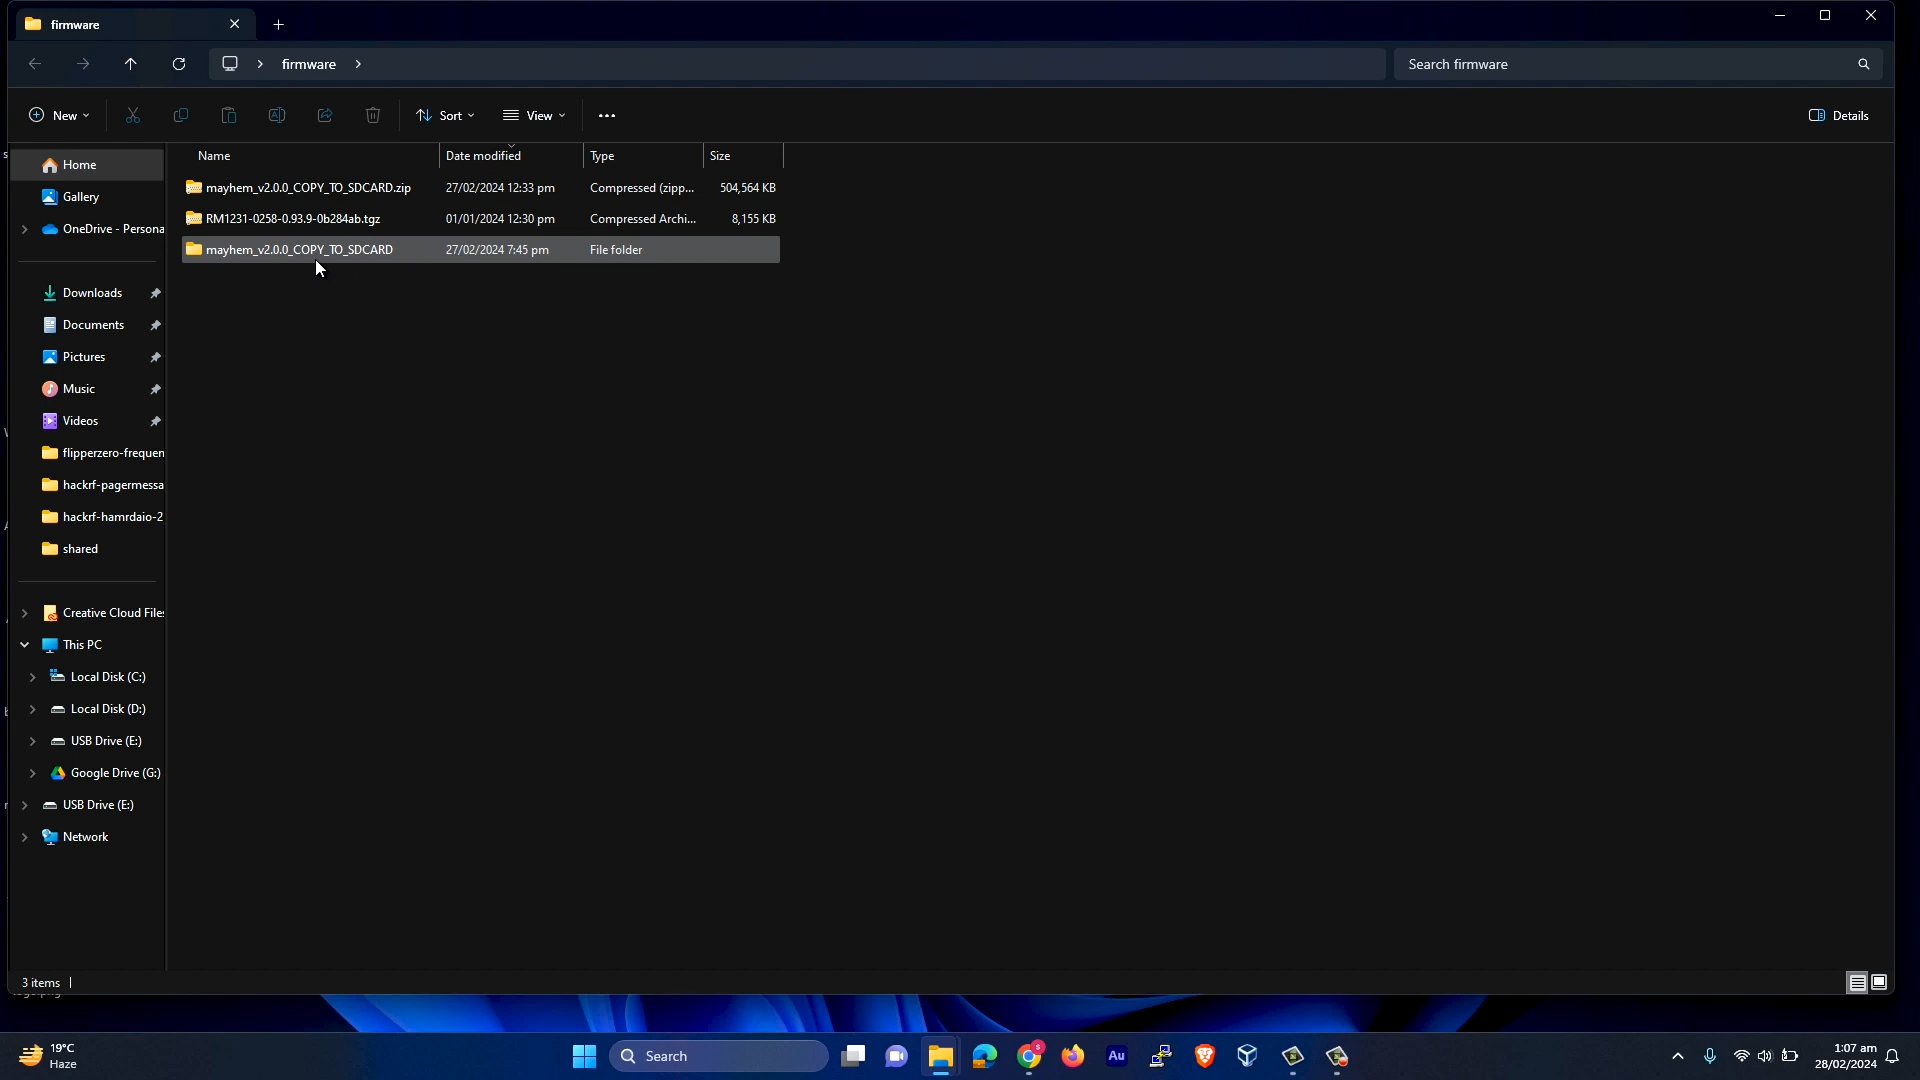 firmware
firmware
Search firmware
New
Sort
View
Details
Name Date modified Type Size
mayhem_v2.0.0_COPY_TO_SDCARD.zip 27/02/2024 12:33 pm Compressed (zipp... 504,564 KB
RM1231-0258-0.93.9-0b284ab.tgz 01/01/2024 12:30 pm Compressed Archi... 8,155 KB
mayhem_v2.0.0_COPY_TO_SDCARD 27/02/2024 7:45 pm File folder
Home
Gallery
OneDrive - Persona
Downloads
Documents
Pictures
Music
Videos
flipperzero-frequen
hackrf-pagermessa
hackrf-hamrdaio-2
shared
Creative Cloud Files
This PC
Local Disk (C:)
Local Disk (D:)
USB Drive (E:)
Google Drive (G:)
USB Drive (E:)
Network
3 items
19°C
Haze
Search
Au
1:07 am
28/02/2024